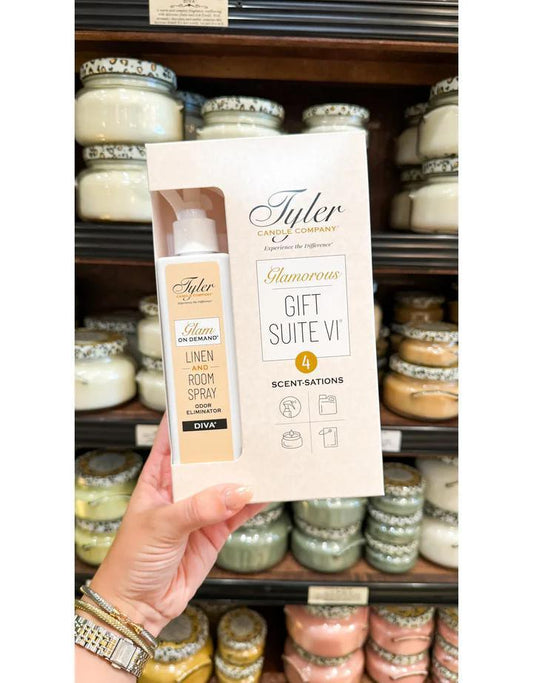 Tyler
CANDLE COMPANY®
Experience the Difference®
Glamorous
GIFT
SUITE VI®
4
SCENT-SATIONS
Tyler
CANDLE COMPANY®
Experience the Difference®
Glam
ON DEMAND®
LINEN
AND
ROOM
SPRAY
ODOR
ELIMINATOR
DIVA®